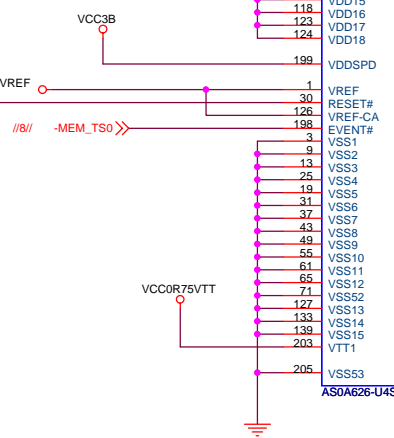 VDD15
118 VDD16
VCC3B 123 VDD17
124 VDD18
199 VDDSPD
VREF 1 VREF
30 RESET#
126 VREF-CA
//8// -MEM_TS0 198 EVENT#
3 VSS1
9 VSS2
13 VSS3
25 VSS4
19 VSS5
31 VSS6
37 VSS7
43 VSS8
49 VSS9
55 VSS10
61 VSS11
65 VSS12
VCC0R75VTT 71 VSS52
127 VSS13
133 VSS14
139 VSS15
203 VTT1
205 VSS53
AS0A626-U4S